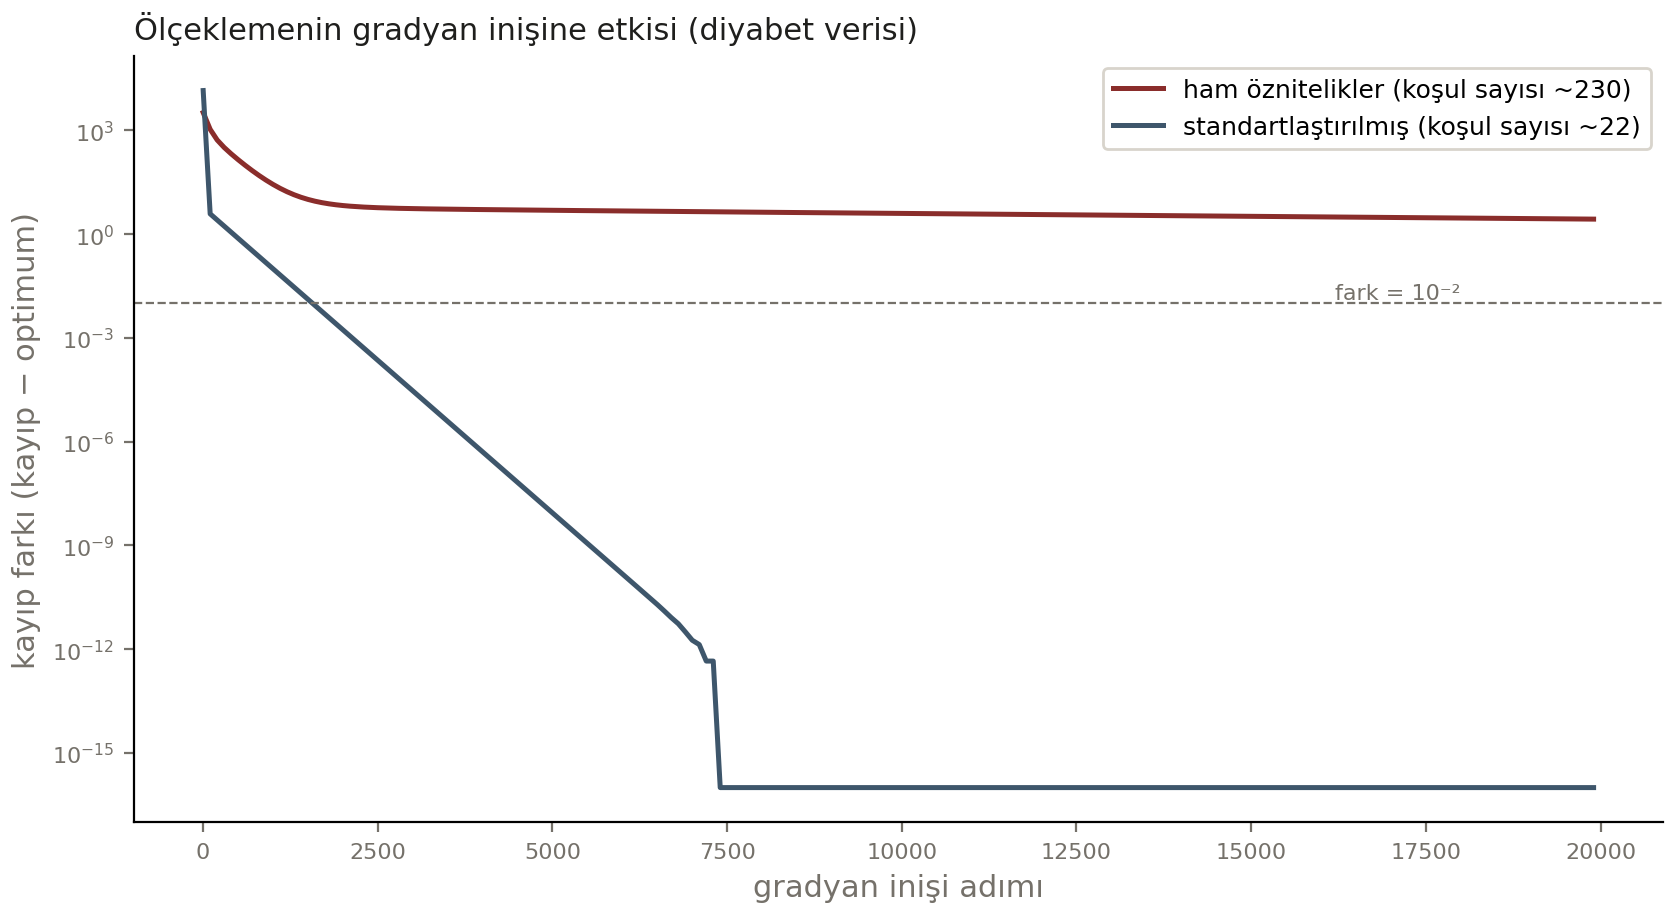 Ölçeklemenin gradyan inişine etkisi (diyabet verisi)
ham öznitelikler (koşul sayısı ~230)
standartlaştırılmış (koşul sayısı ~22)
kayıp farkı (kayıp − optimum)
10³
10⁰
10⁻³
10⁻⁶
10⁻⁹
10⁻¹²
10⁻¹⁵
fark = 10⁻²
0 2500 5000 7500 10000 12500 15000 17500 20000
gradyan inişi adımı